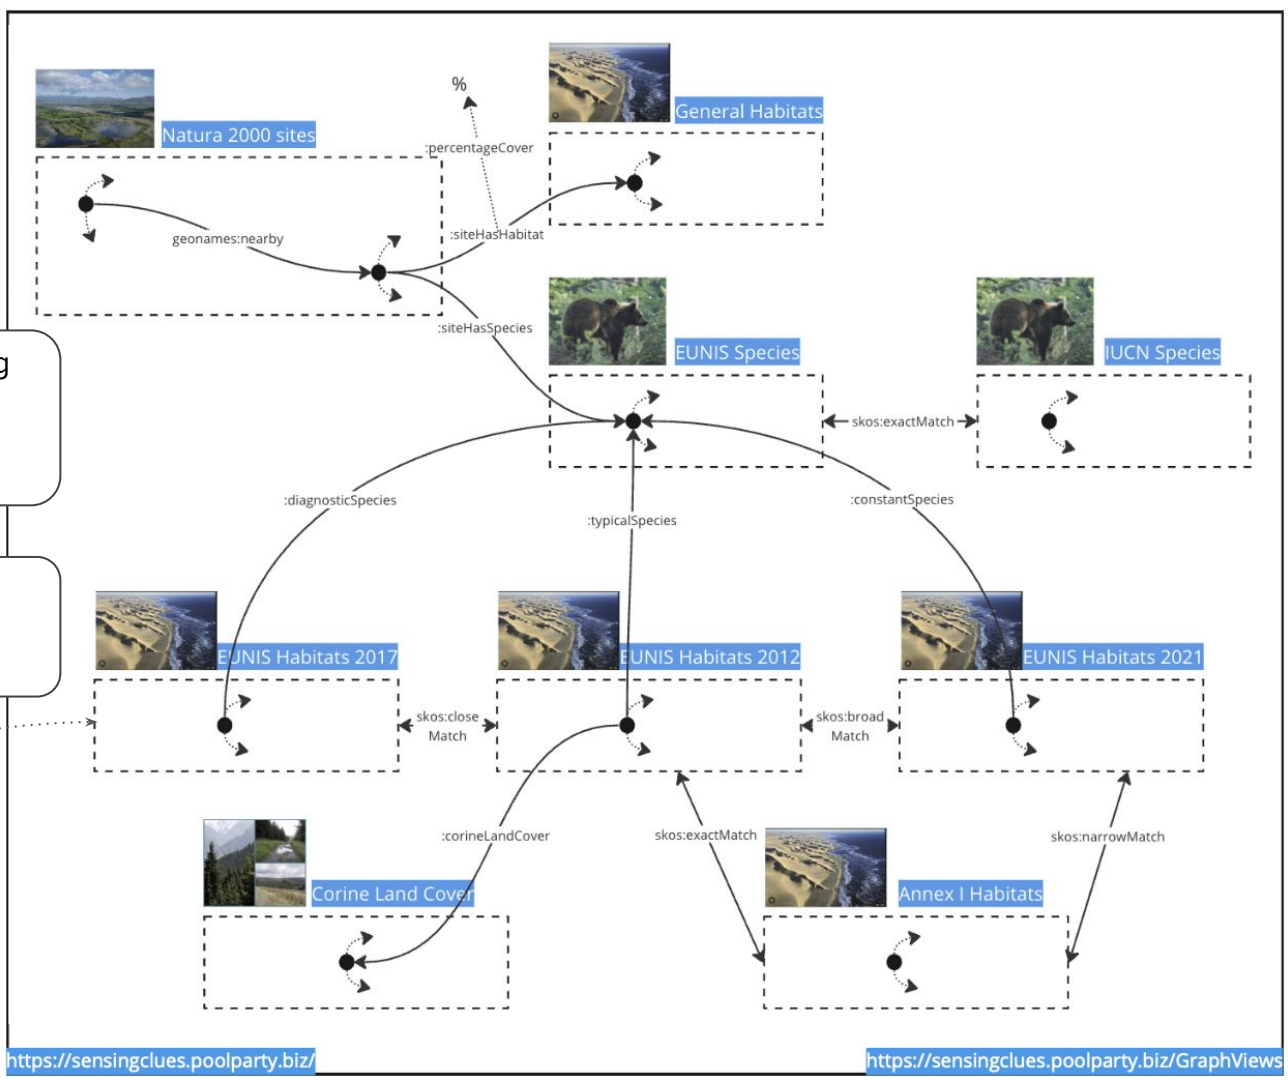 %
General Habitats
Natura 2000 sites
:percentageCover
:siteHasHabitat
geonames:nearby
:siteHasSpecies
EUNIS Species
IUCN Species
g
skos:exactMatch
:diagnosticSpecies
:typicalSpecies
:constantSpecies
EUNIS Habitats 2017
EUNIS Habitats 2012
EUNIS Habitats 2021
skos:close
Match
skos:broad
Match
:corineLandCover
skos:exactMatch
skos:narrowMatch
Corine Land Cover
Annex I Habitats
https://sensingclues.poolparty.biz/
https://sensingclues.poolparty.biz/GraphViews